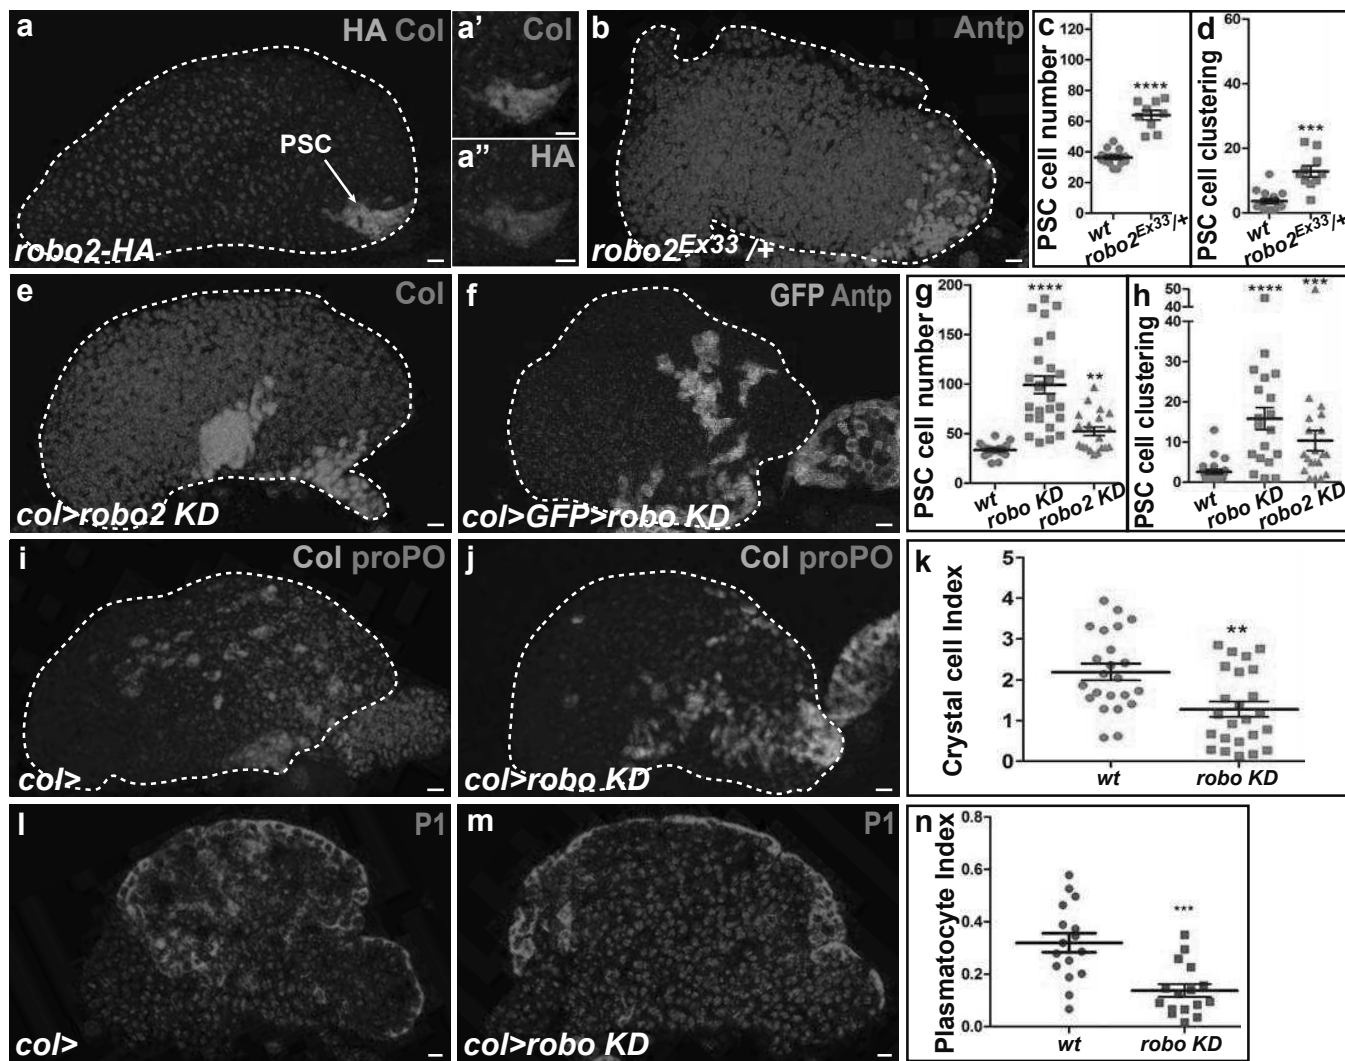 a
HA Col
PSC
robo2-HA
a'
Col
a"
HA
b
Antp
robo2Ex33/+
c
PSC cell number
120
100
80
60
40
20
0
****
wt
robo2Ex33/+
d
PSC cell clustering
60
40
20
0
***
wt
robo2Ex33/+
e
Col
col>robo2 KD
f
GFP Antp
col>GFP>robo KD
g
PSC cell number
200
150
100
50
0
****
**
wt
robo KD
robo2 KD
h
PSC cell clustering
50
40
30
20
10
0
****
***
wt
robo KD
robo2 KD
i
Col proPO
col>
j
Col proPO
col>robo KD
k
Crystal cell Index
5
4
3
2
1
0
**
wt
robo KD
l
P1
col>
m
P1
col>robo KD
n
Plasmatocyte Index
0.8
0.6
0.4
0.2
0.0
***
wt
robo KD